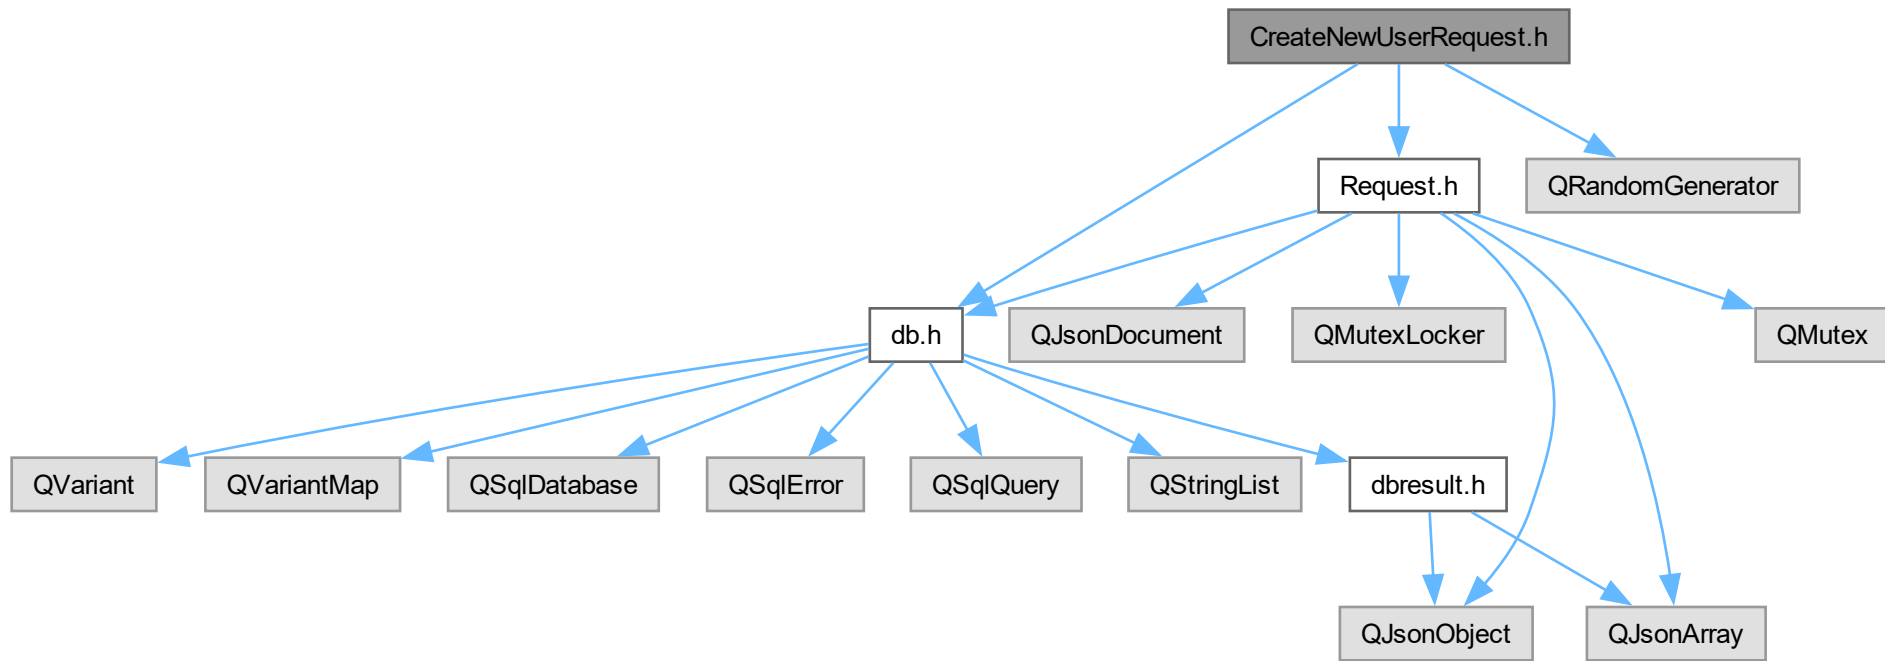 CreateNewUserRequest.h
Request.h
QRandomGenerator
db.h
QJsonDocument
QMutexLocker
QMutex
QVariant
QVariantMap
QSqlDatabase
QSqlError
QSqlQuery
QStringList
dbresult.h
QJsonObject
QJsonArray